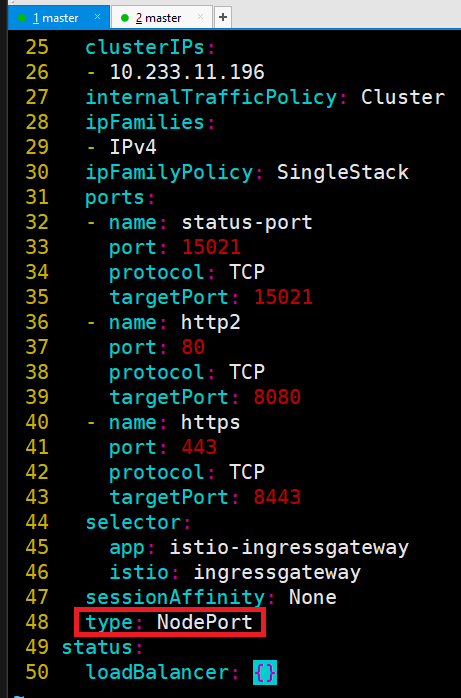 1 master × 2 master × +
25 clusterIPs:
26 - 10.233.11.196
27 internalTrafficPolicy: Cluster
28 ipFamilies:
29 - IPv4
30 ipFamilyPolicy: SingleStack
31 ports:
32 - name: status-port
33 port: 15021
34 protocol: TCP
35 targetPort: 15021
36 - name: http2
37 port: 80
38 protocol: TCP
39 targetPort: 8080
40 - name: https
41 port: 443
42 protocol: TCP
43 targetPort: 8443
44 selector:
45 app: istio-ingressgateway
46 istio: ingressgateway
47 sessionAffinity: None
48 type: NodePort
49 status:
50 loadBalancer: {}
~